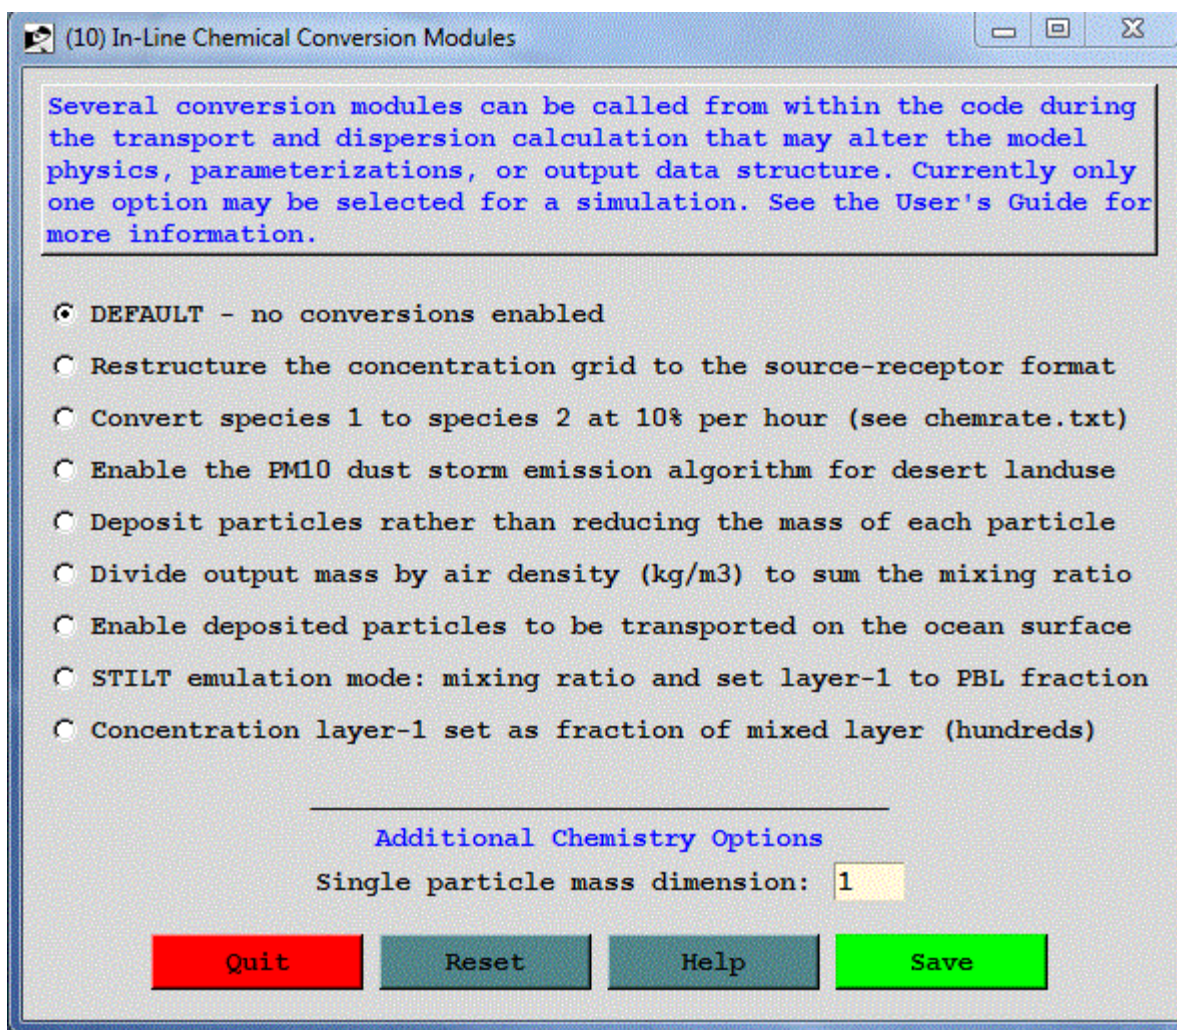 (10) In-Line Chemical Conversion Modules
Several conversion modules can be called from within the code during
the transport and dispersion calculation that may alter the model
physics, parameterizations, or output data structure. Currently only
one option may be selected for a simulation. See the User's Guide for
more information.
DEFAULT - no conversions enabled
Restructure the concentration grid to the source-receptor format
Convert species 1 to species 2 at 10% per hour (see chemrate.txt)
Enable the PM10 dust storm emission algorithm for desert landuse
Deposit particles rather than reducing the mass of each particle
Divide output mass by air density (kg/m3) to sum the mixing ratio
Enable deposited particles to be transported on the ocean surface
STILT emulation mode: mixing ratio and set layer-1 to PBL fraction
Concentration layer-1 set as fraction of mixed layer (hundreds)
Additional Chemistry Options
Single particle mass dimension: 1
Quit Reset Help Save